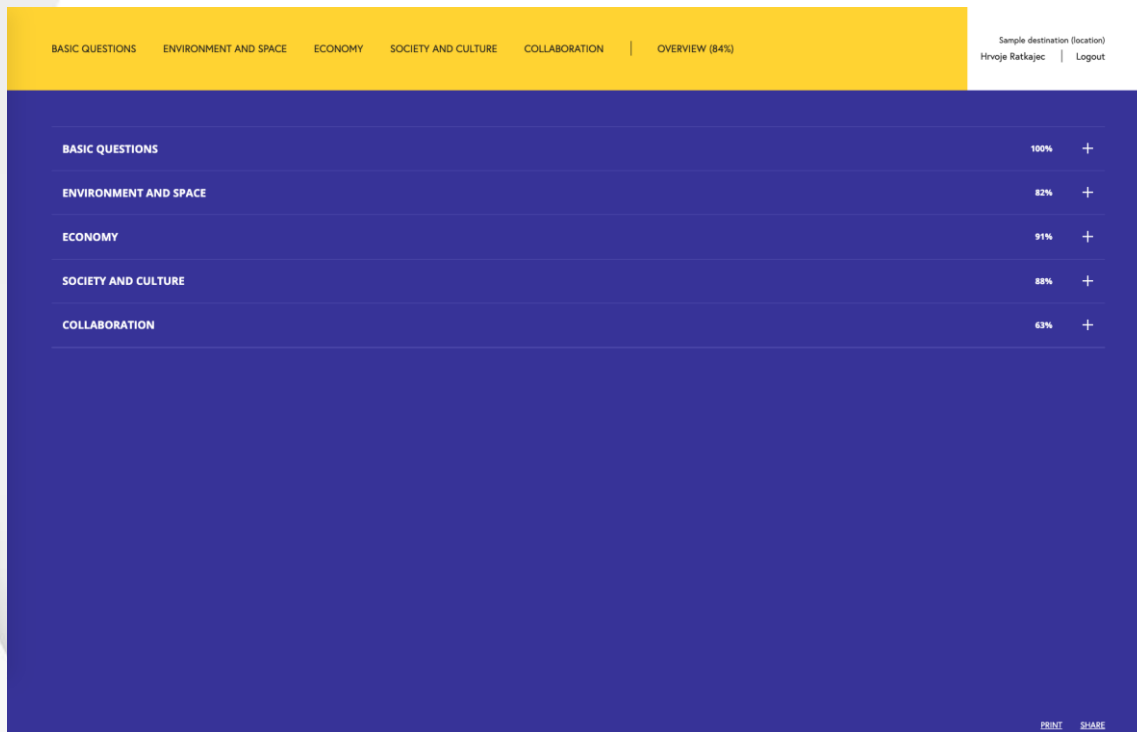 BASIC QUESTIONS ENVIRONMENT AND SPACE ECONOMY SOCIETY AND CULTURE COLLABORATION | OVERVIEW (84%)
Sample destination (location)
Hrvoje Ratkajec | Logout
BASIC QUESTIONS 100% +
ENVIRONMENT AND SPACE 82% +
ECONOMY 91% +
SOCIETY AND CULTURE 88% +
COLLABORATION 63% +
PRINT SHARE